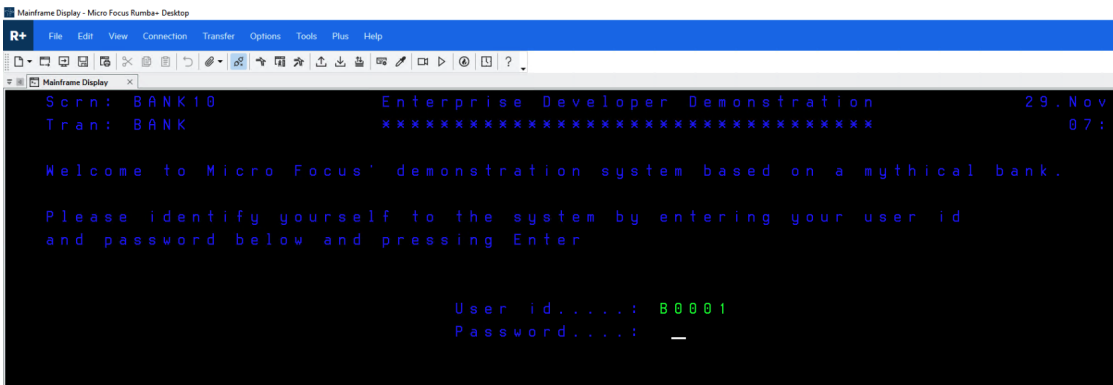 Mainframe Display - Micro Focus Rumba+ Desktop
R+ File Edit View Connection Transfer Options Tools Plus Help
Mainframe Display
Scrn: BANK10 Enterprise Developer Demonstration 29.Nov
Tran: BANK ********************************** 07:
Welcome to Micro Focus' demonstration system based on a mythical bank.
Please identify yourself to the system by entering your user id
and password below and pressing Enter
User id.....: B0001
Password....: